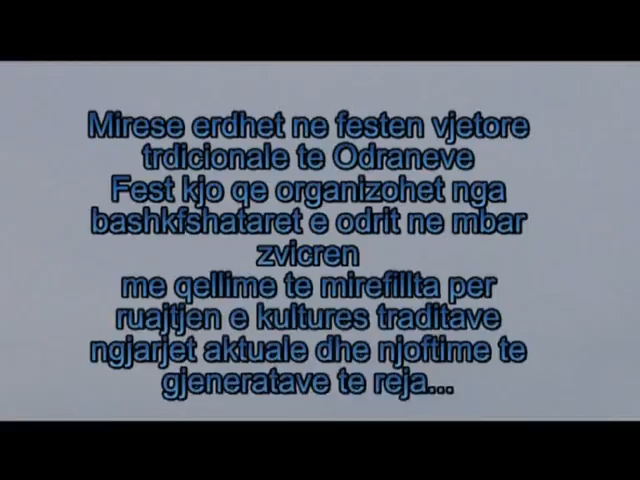 Mirese erdhet ne festen vjetore
trdicionale te Odraneve
Fest kjo qe organizohet nga
bashkfshataret e odrit ne mbar
zvicren
me qellime te mirefillta per
ruajtjen e kultures traditave
ngjarjet aktuale dhe njoftime te
gjeneratave te reja...